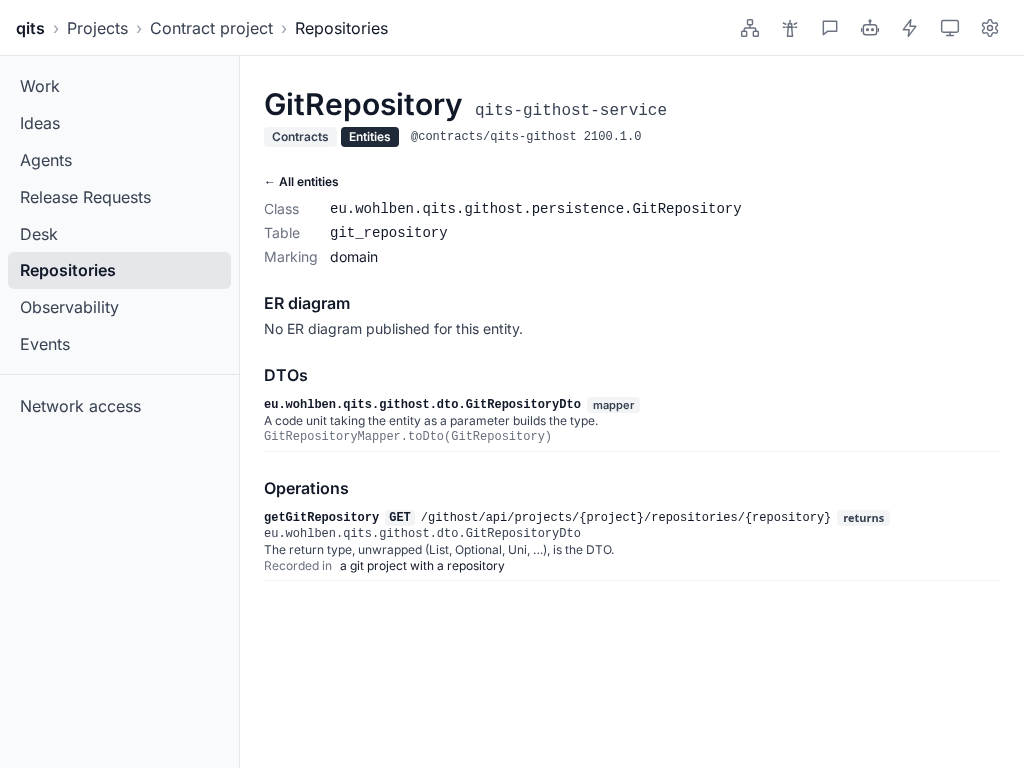 qits › Projects › Contract project › Repositories
Work
Ideas
Agents
Release Requests
Desk
Repositories
Observability
Events
Network access
GitRepository qits-githost-service
Contracts Entities @contracts/qits-githost 2100.1.0
← All entities
Class eu.wohlben.qits.githost.persistence.GitRepository
Table git_repository
Marking domain
ER diagram
No ER diagram published for this entity.
DTOs
eu.wohlben.qits.githost.dto.GitRepositoryDto mapper
A code unit taking the entity as a parameter builds the type.
GitRepositoryMapper.toDto(GitRepository)
Operations
getGitRepository GET /githost/api/projects/{project}/repositories/{repository} returns
eu.wohlben.qits.githost.dto.GitRepositoryDto
The return type, unwrapped (List, Optional, Uni, …), is the DTO.
Recorded in a git project with a repository